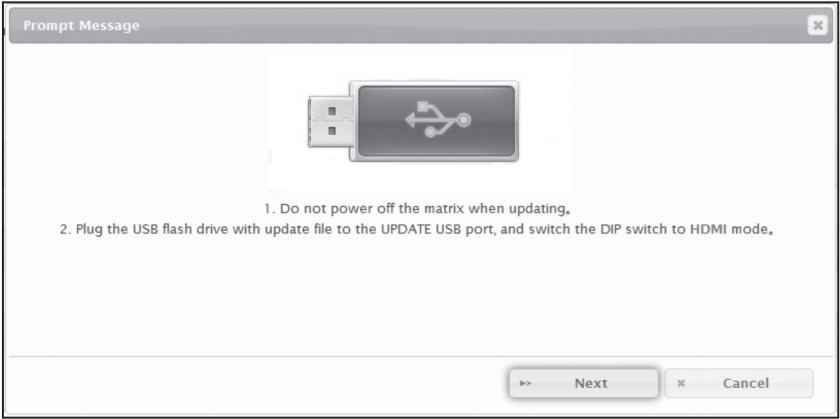 Prompt Message
1. Do not power off the matrix when updating。
2. Plug the USB flash drive with update file to the UPDATE USB port, and switch the DIP switch to HDMI mode。
Next
Cancel